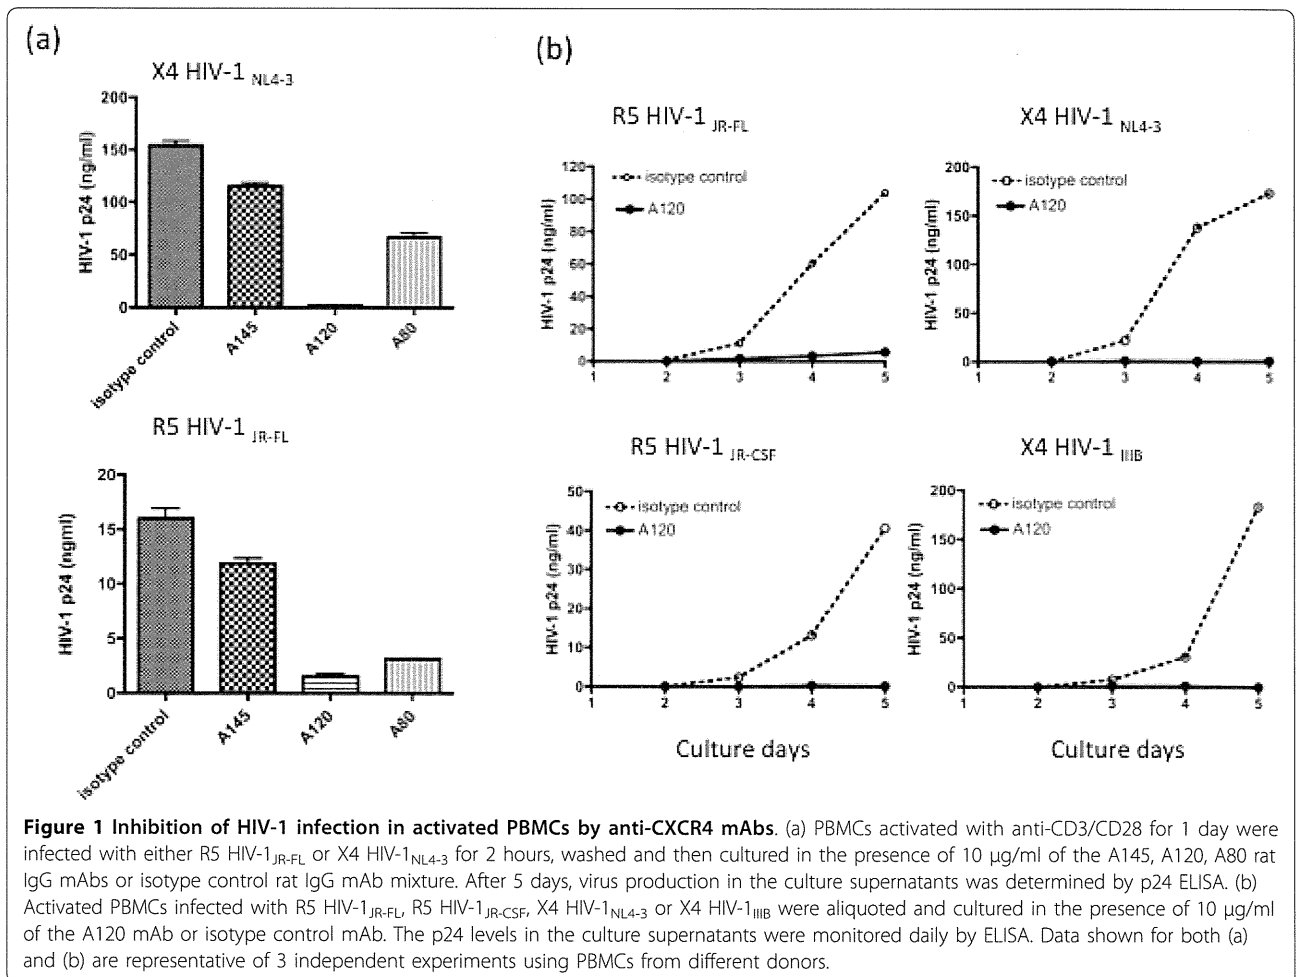 (a)
X4 HIV-1 NL4-3
HIV-1 p24 (ng/ml)
200
150
100
50
0
isotype control
A145
A120
A80
R5 HIV-1 JR-FL
HIV-1 p24 (ngml)
20
15
10
5
0
isotype control
A145
A120
A80
(b)
R5 HIV-1 JR-FL
HIV-1 p24 (ng/ml)
120
100
80
60
40
20
0
isotype control
A120
1 2 3 4 5
X4 HIV-1 NL4-3
HIV-1 p24 (ng/ml)
200
150
100
50
0
isotype control
A120
1 2 3 4 5
R5 HIV-1 JR-CSF
HIV-1 p24 (ng/ml)
50
40
30
20
10
0
isotype control
A120
1 2 3 4 5
Culture days
X4 HIV-1 IIIB
HIV-1 p24 (ng/ml)
200
150
100
50
0
isotype control
A120
1 2 3 4 5
Culture days
Figure 1 Inhibition of HIV-1 infection in activated PBMCs by anti-CXCR4 mAbs. (a) PBMCs activated with anti-CD3/CD28 for 1 day were
infected with either R5 HIV-1JR-FL or X4 HIV-1NL4-3 for 2 hours, washed and then cultured in the presence of 10 μg/ml of the A145, A120, A80 rat
IgG mAbs or isotype control rat IgG mAb mixture. After 5 days, virus production in the culture supernatants was determined by p24 ELISA. (b)
Activated PBMCs infected with R5 HIV-1JR-FL, R5 HIV-1JR-CSF, X4 HIV-1NL4-3 or X4 HIV-1IIIB were aliquoted and cultured in the presence of 10 μg/ml
of the A120 mAb or isotype control mAb. The p24 levels in the culture supernatants were monitored daily by ELISA. Data shown for both (a)
and (b) are representative of 3 independent experiments using PBMCs from different donors.